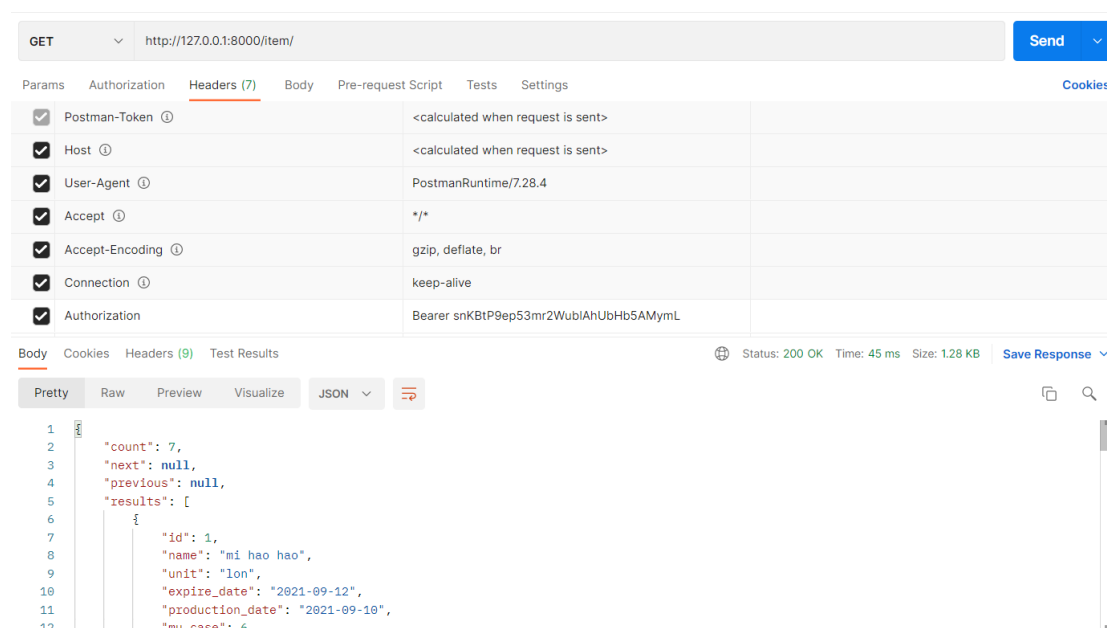 GET http://127.0.0.1:8000/item/ Send
Params Authorization Headers (7) Body Pre-request Script Tests Settings Cookies
Postman-Token <calculated when request is sent>
Host <calculated when request is sent>
User-Agent PostmanRuntime/7.28.4
Accept */*
Accept-Encoding gzip, deflate, br
Connection keep-alive
Authorization Bearer snKBtP9ep53mr2WublAhUbHb5AMymL
Body Cookies Headers (9) Test Results Status: 200 OK Time: 45 ms Size: 1.28 KB Save Response
Pretty Raw Preview Visualize JSON
1 {
2 "count": 7,
3 "next": null,
4 "previous": null,
5 "results": [
6 {
7 "id": 1,
8 "name": "mi hao hao",
9 "unit": "lon",
10 "expire_date": "2021-09-12",
11 "production_date": "2021-09-10",
12